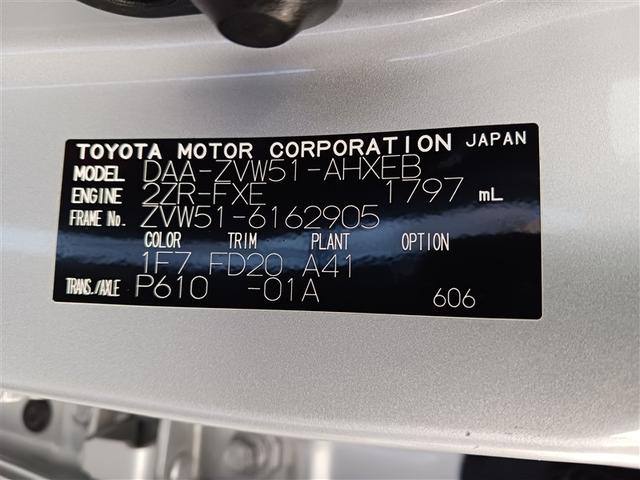 TOYOTA MOTOR CORPORATION JAPAN
MODEL DAA-ZVW51-AHXEB
ENGINE 2ZR-FXE 1797 mL
FRAME No. ZVW51-6162905
COLOR TRIM PLANT OPTION
1F7 FD20 A41
TRANS./AXLE P610 -01A 606